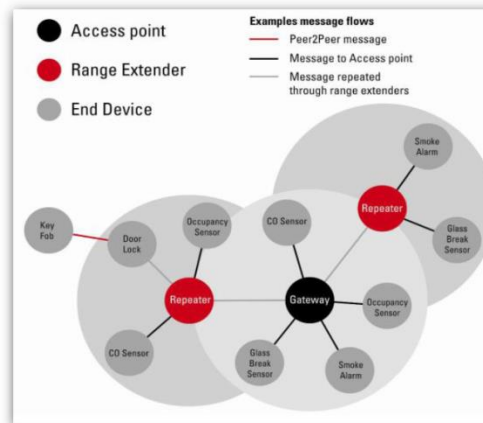 Access point
Range Extender
End Device
Examples message flows
Peer2Peer message
Message to Access point
Message repeated
through range extenders
Smoke
Alarm
Repeater
Glass
Break
Sensor
Key
Fob
Door
Lock
Occupancy
Sensor
CO Sensor
Repeater
Gateway
Occupancy
Sensor
CO Sensor
Glass
Break
Sensor
Smoke
Alarm